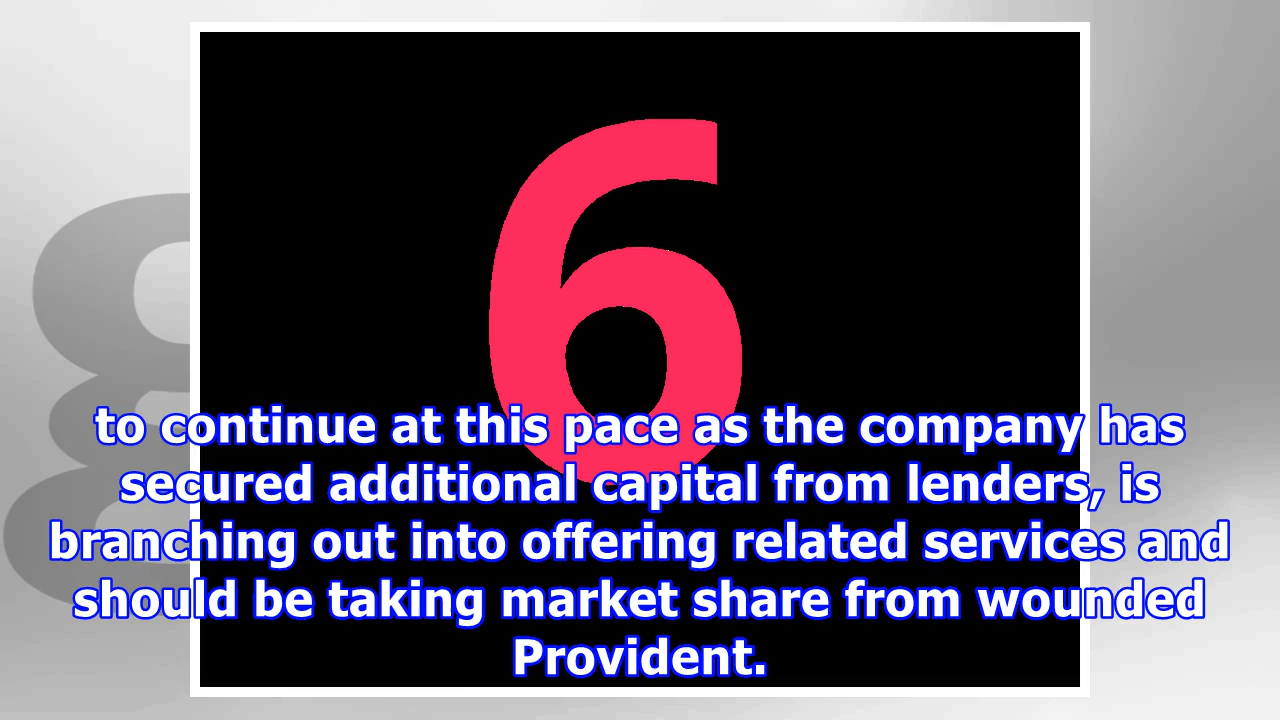 6
to continue at this pace as the company has
secured additional capital from lenders, is
branching out into offering related services and
should be taking market share from wounded
Provident.